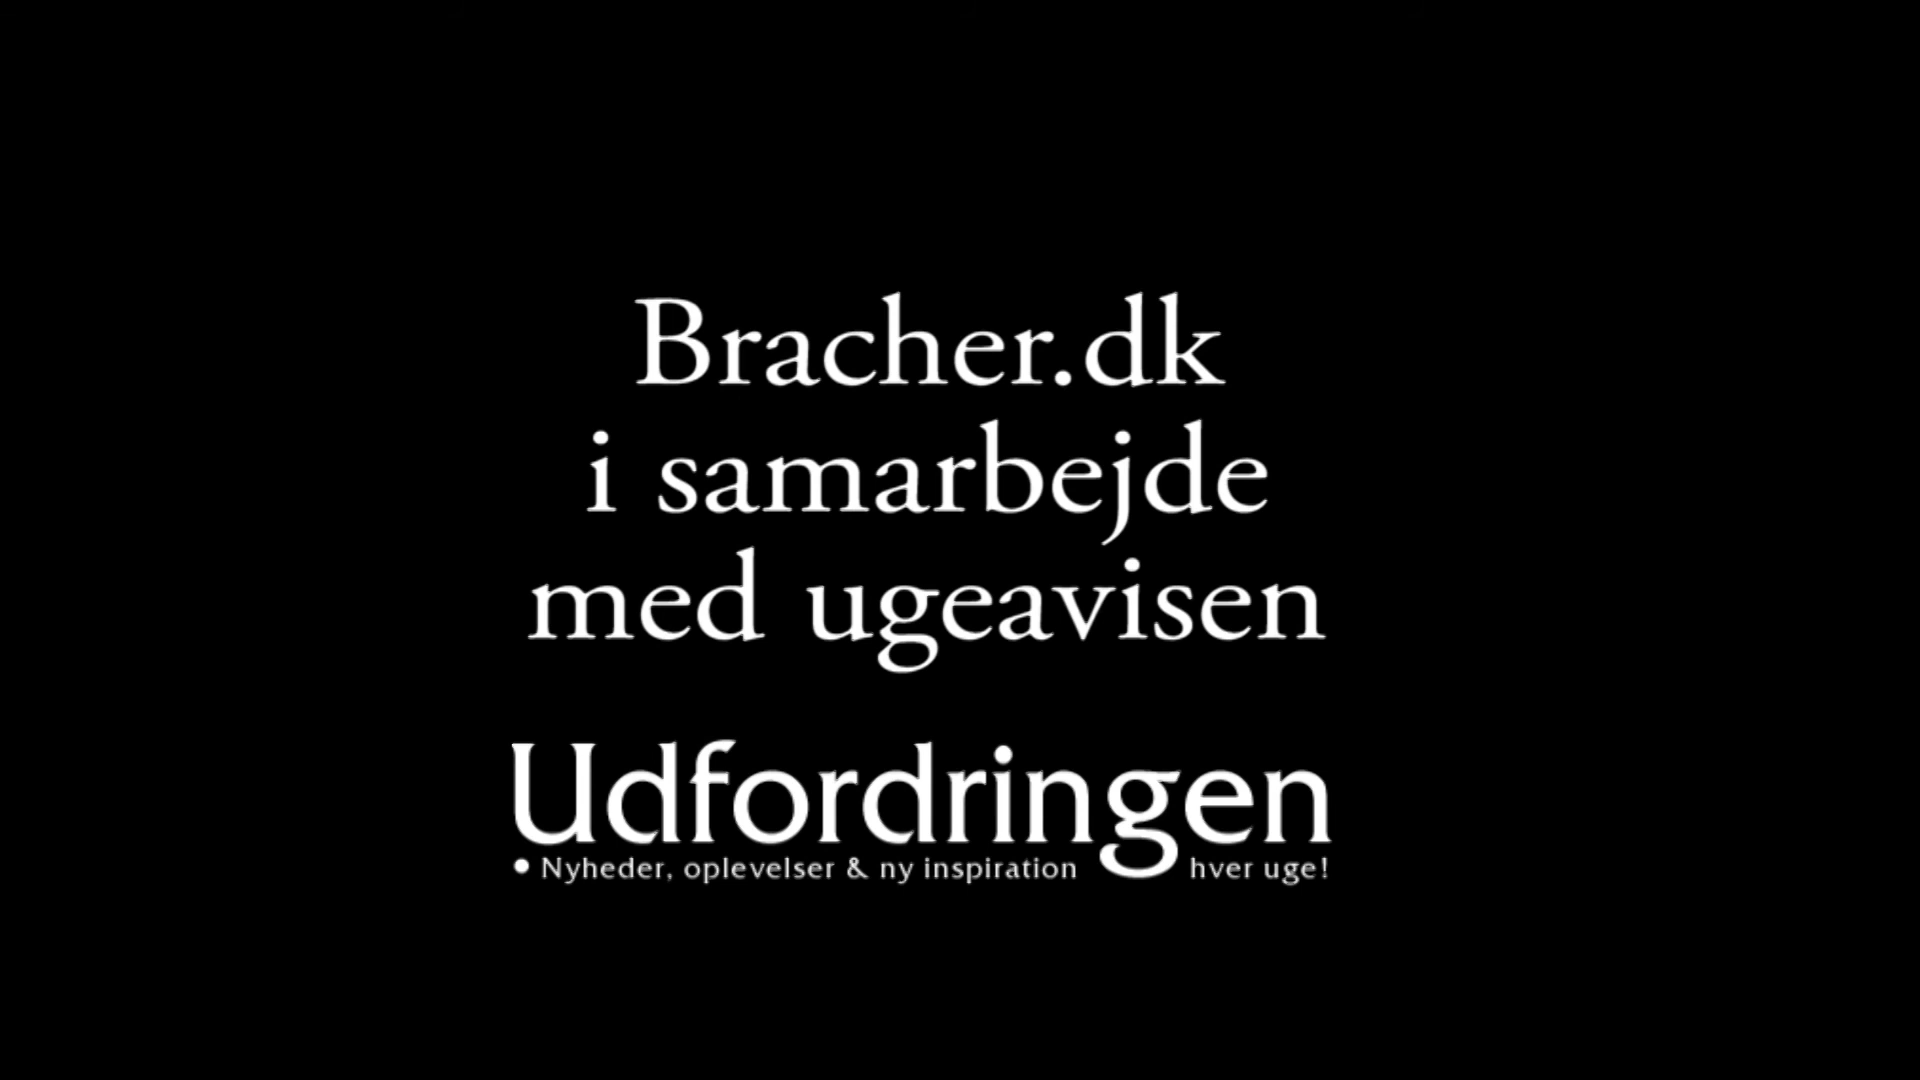 Bracher.dk
i samarbejde
med ugeavisen
Udfordringen
• Nyheder, oplevelser & ny inspiration hver uge!